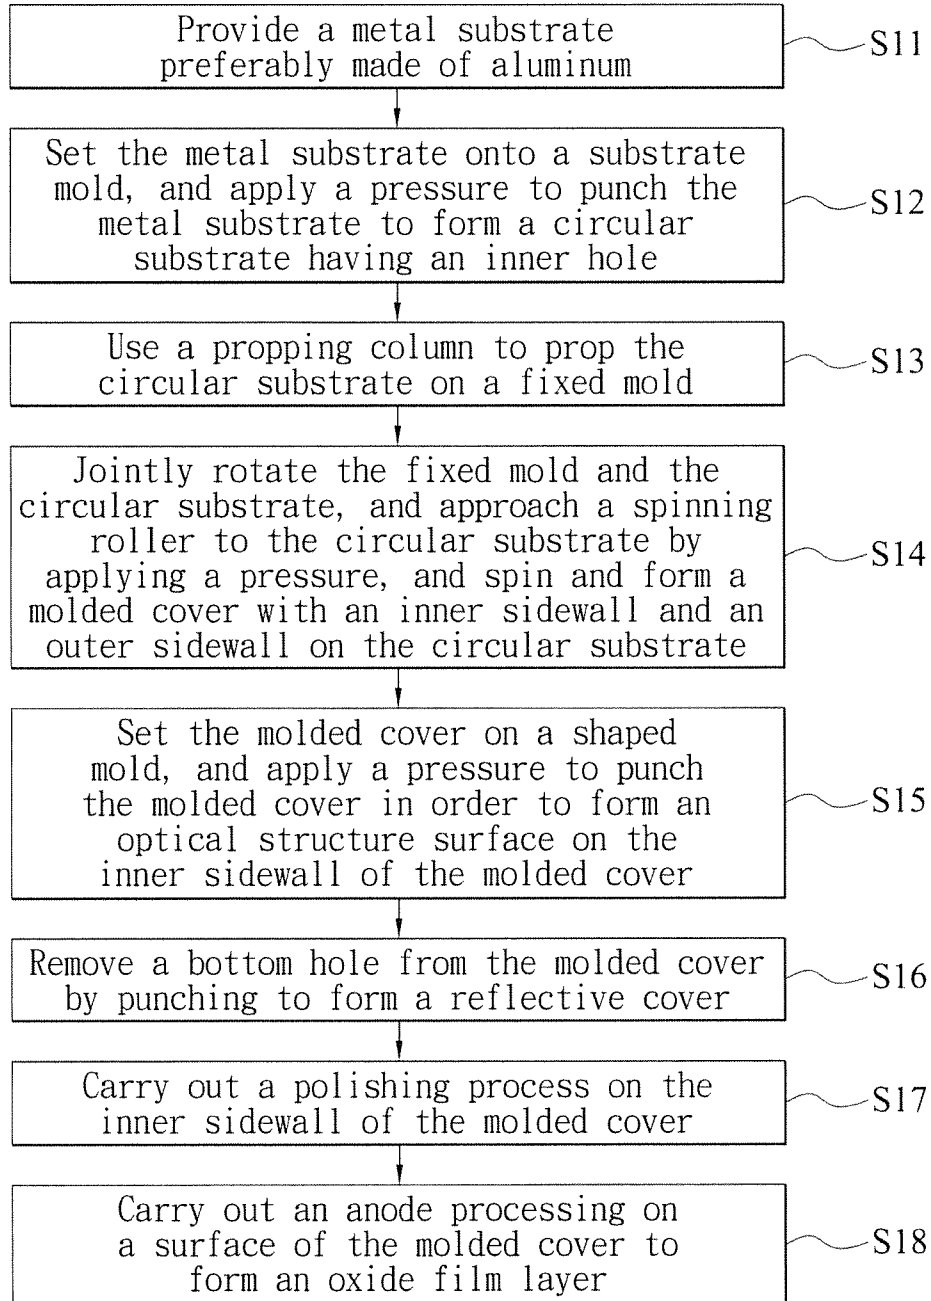 Provide a metal substrate
preferably made of aluminum
S11
Set the metal substrate onto a substrate
mold, and apply a pressure to punch the
metal substrate to form a circular
substrate having an inner hole
S12
Use a propping column to prop the
circular substrate on a fixed mold
S13
Jointly rotate the fixed mold and the
circular substrate, and approach a spinning
roller to the circular substrate by
applying a pressure, and spin and form a
molded cover with an inner sidewall and an
outer sidewall on the circular substrate
S14
Set the molded cover on a shaped
mold, and apply a pressure to punch
the molded cover in order to form an
optical structure surface on the
inner sidewall of the molded cover
S15
Remove a bottom hole from the molded cover
by punching to form a reflective cover
S16
Carry out a polishing process on the
inner sidewall of the molded cover
S17
Carry out an anode processing on
a surface of the molded cover to
form an oxide film layer
S18